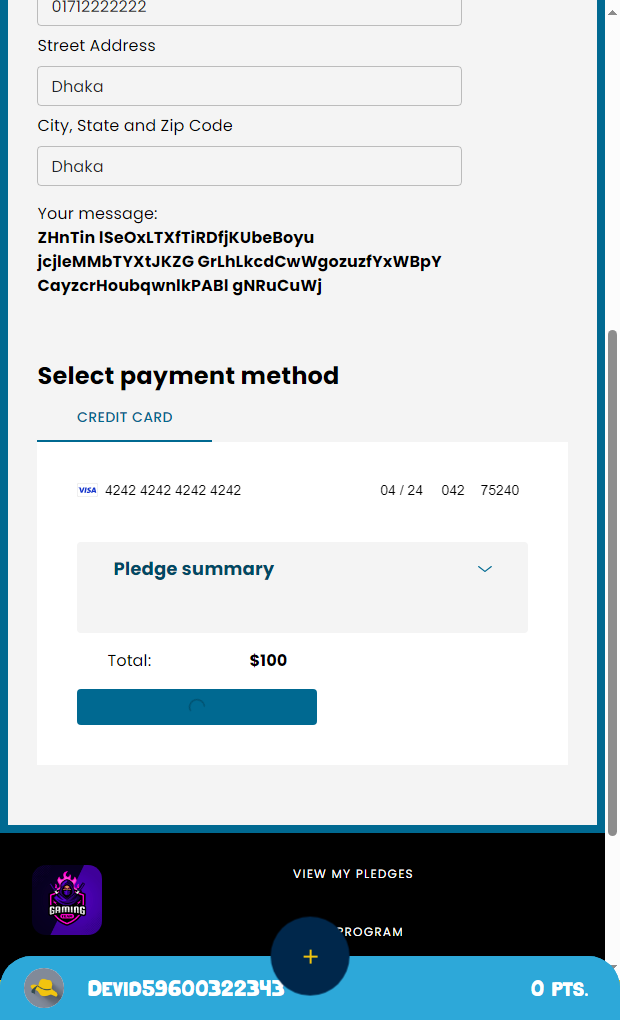 01712222222
Street Address
Dhaka
City, State and Zip Code
Dhaka
Your message:
ZHnTin lSeOxLTXfTiRDfjKUbeBoyu
jcjleMMbTYXtJKZG GrLhLkcdCwWgozuzfYxWBpY
CayzcrHoubqwnlkPABl gNRuCuWj
Select payment method
CREDIT CARD
VISA 4242 4242 4242 4242 04 / 24 042 75240
Pledge summary
Total: $100
VIEW MY PLEDGES
GAMING
PROGRAM
+
Devid59600322343 0 PTS.